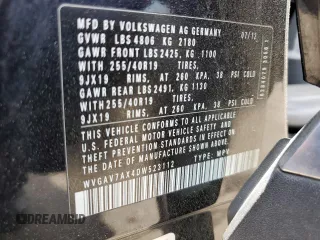 MFD BY VOLKSWAGEN AG GERMANY
07/12
GVWR LBS 4806 KG 2180
GAWR FRONT LBS 2425 KG 1100
WITH 255/40R19 TIRES,
9JX19 RIMS, AT 260 KPA, 38 PSI COLD
GAWR REAR LBS 2491 KG 1130
WITH 255/40R19 TIRES,
9JX19 RIMS, AT 260 KPA, 38 PSI COLD
THIS VEHICLE CONFORMS TO ALL APPLICABLE
U.S. FEDERAL MOTOR VEHICLE SAFETY STANDARDS
IN EFFECT ON THE DATE OF MANUFACTURE
SHOWN ABOVE.
WVGAV7AX4DW523112
TYPE: MPV
© DREAMBID